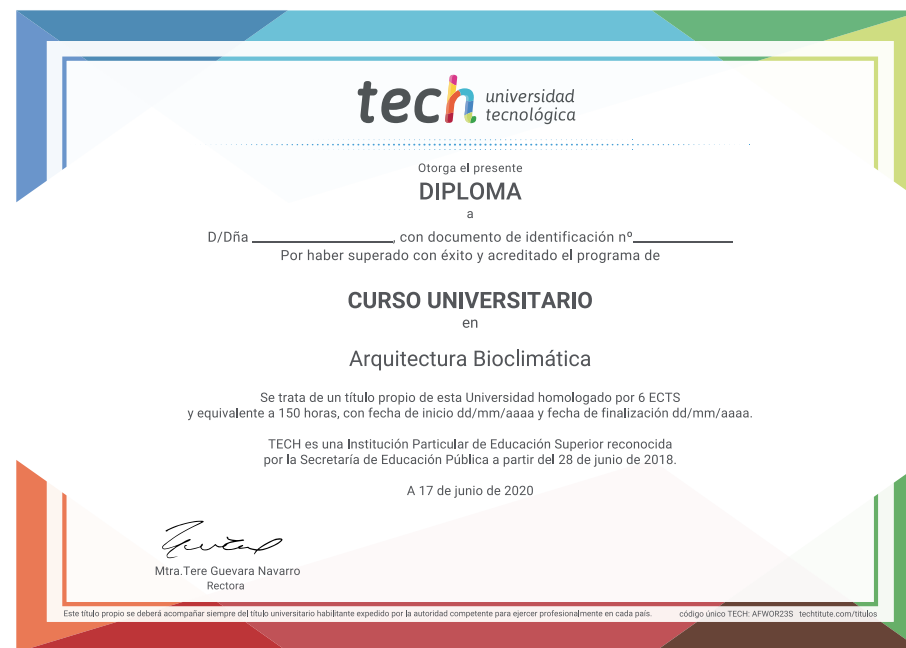 tech universidad
tecnológica
Otorga el presente
DIPLOMA
a
D/Dña ____________________, con documento de identificación nº______________
Por haber superado con éxito y acreditado el programa de
CURSO UNIVERSITARIO
en
Arquitectura Bioclimática
Se trata de un título propio de esta Universidad homologado por 6 ECTS
y equivalente a 150 horas, con fecha de inicio dd/mm/aaaa y fecha de finalización dd/mm/aaaa.
TECH es una Institución Particular de Educación Superior reconocida
por la Secretaría de Educación Pública a partir del 28 de junio de 2018.
A 17 de junio de 2020
Mtra.Tere Guevara Navarro
Rectora
Este título propio se deberá acompañar siempre del título universitario habilitante expedido por la autoridad competente para ejercer profesionalmente en cada país. código único TECH: AFWOR23S techtitute.com/titulos